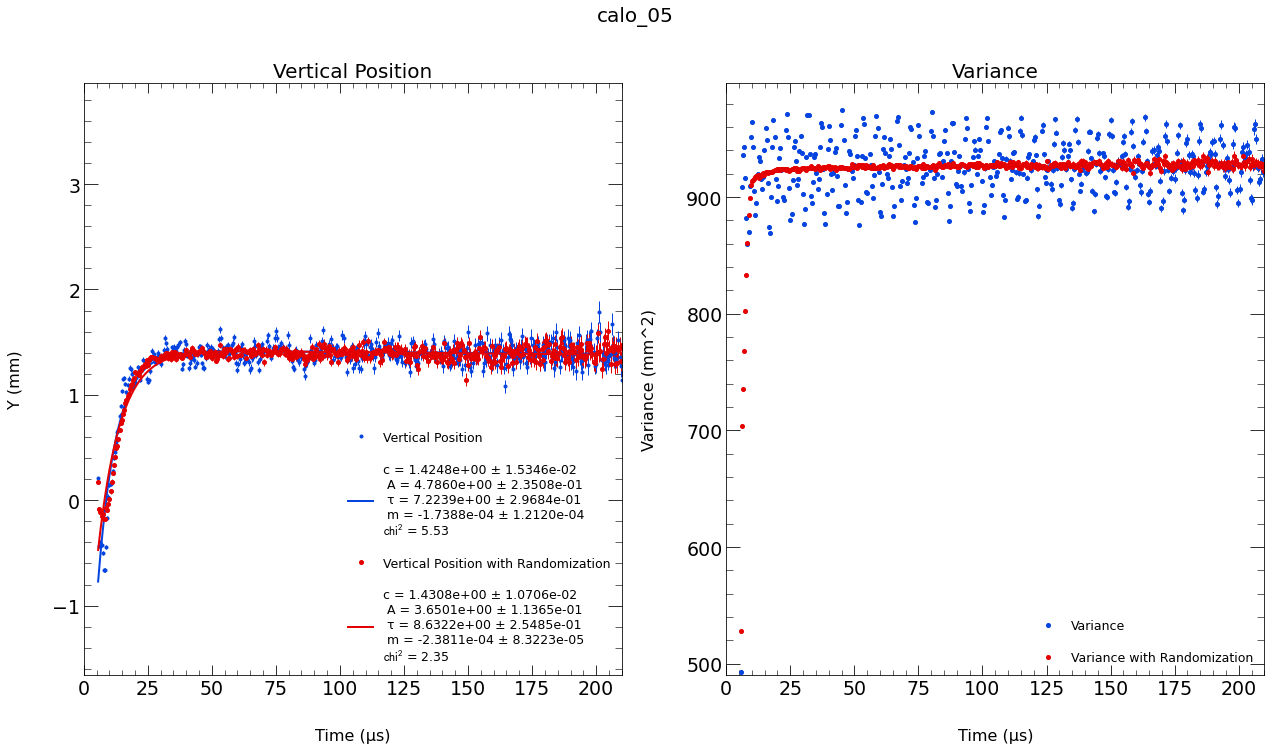 calo_05
Vertical Position
Y (mm)
3
2
1
0
−1
Vertical Position
c = 1.4248e+00 ± 1.5346e-02
A = 4.7860e+00 ± 2.3508e-01
τ = 7.2239e+00 ± 2.9684e-01
m = -1.7388e-04 ± 1.2120e-04
chi² = 5.53
Vertical Position with Randomization
c = 1.4308e+00 ± 1.0706e-02
A = 3.6501e+00 ± 1.1365e-01
τ = 8.6322e+00 ± 2.5485e-01
m = -2.3811e-04 ± 8.3223e-05
chi² = 2.35
0 25 50 75 100 125 150 175 200
Time (μs)
Variance
Variance (mm^2)
900
800
700
600
500
Variance
Variance with Randomization
0 25 50 75 100 125 150 175 200
Time (μs)